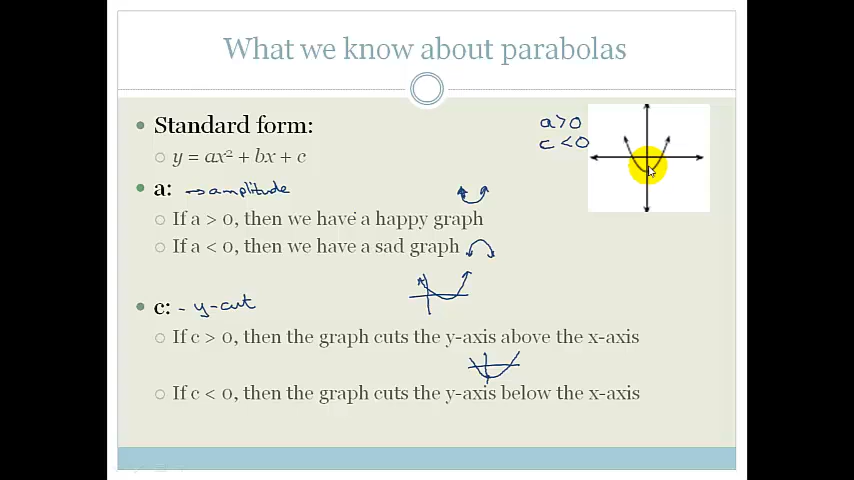 What we know about parabolas
Standard form:
y = ax² + bx + c
a: → amplitude
If a > 0, then we have a happy graph
If a < 0, then we have a sad graph
c: - y-cut
If c > 0, then the graph cuts the y-axis above the x-axis
If c < 0, then the graph cuts the y-axis below the x-axis
a>0
c <0